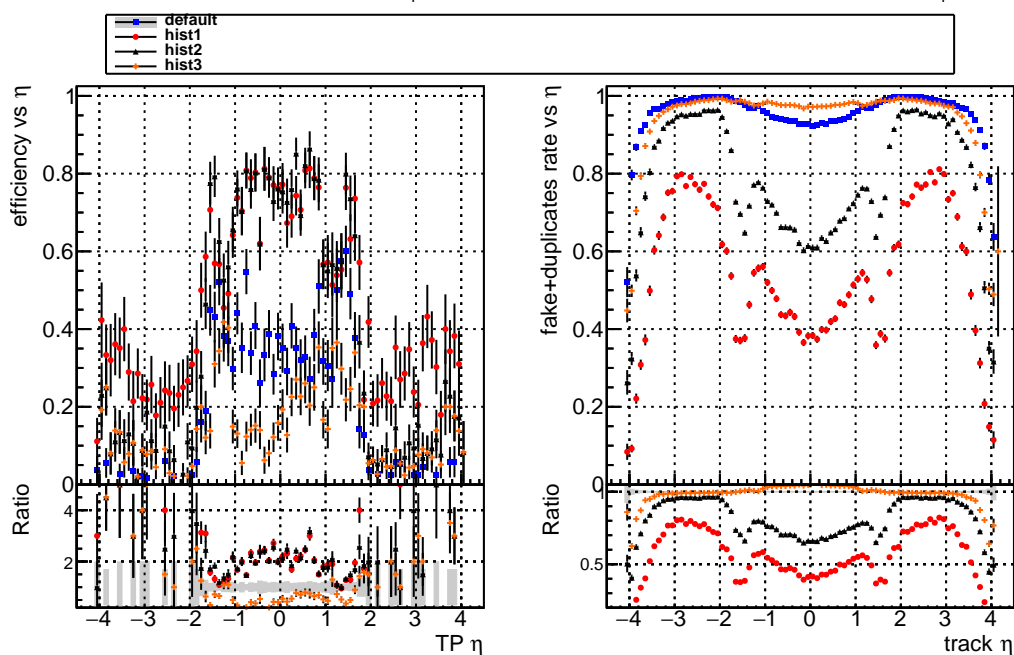 default
hist1
hist2
hist3
efficiency vs η
1
0.8
0.6
0.4
0.2
0
Ratio
4
2
−4 −3 −2 −1 0 1 2 3 4
TP η
fake+duplicates rate vs η
1
0.8
0.6
0.4
0.2
0
Ratio
0.5
−4 −3 −2 −1 0 1 2 3 4
track η